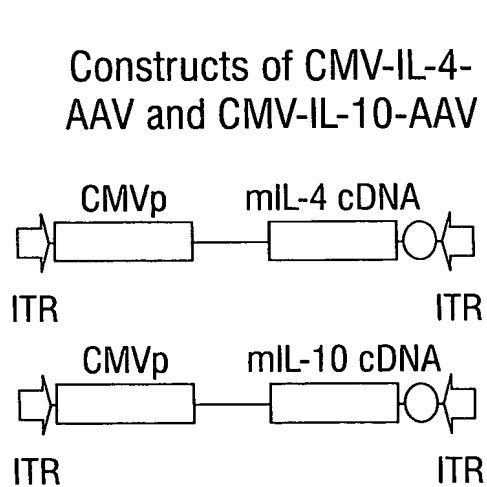 Constructs of CMV-IL-4-
AAV and CMV-IL-10-AAV
CMVp mIL-4 cDNA
ITR ITR
CMVp mIL-10 cDNA
ITR ITR